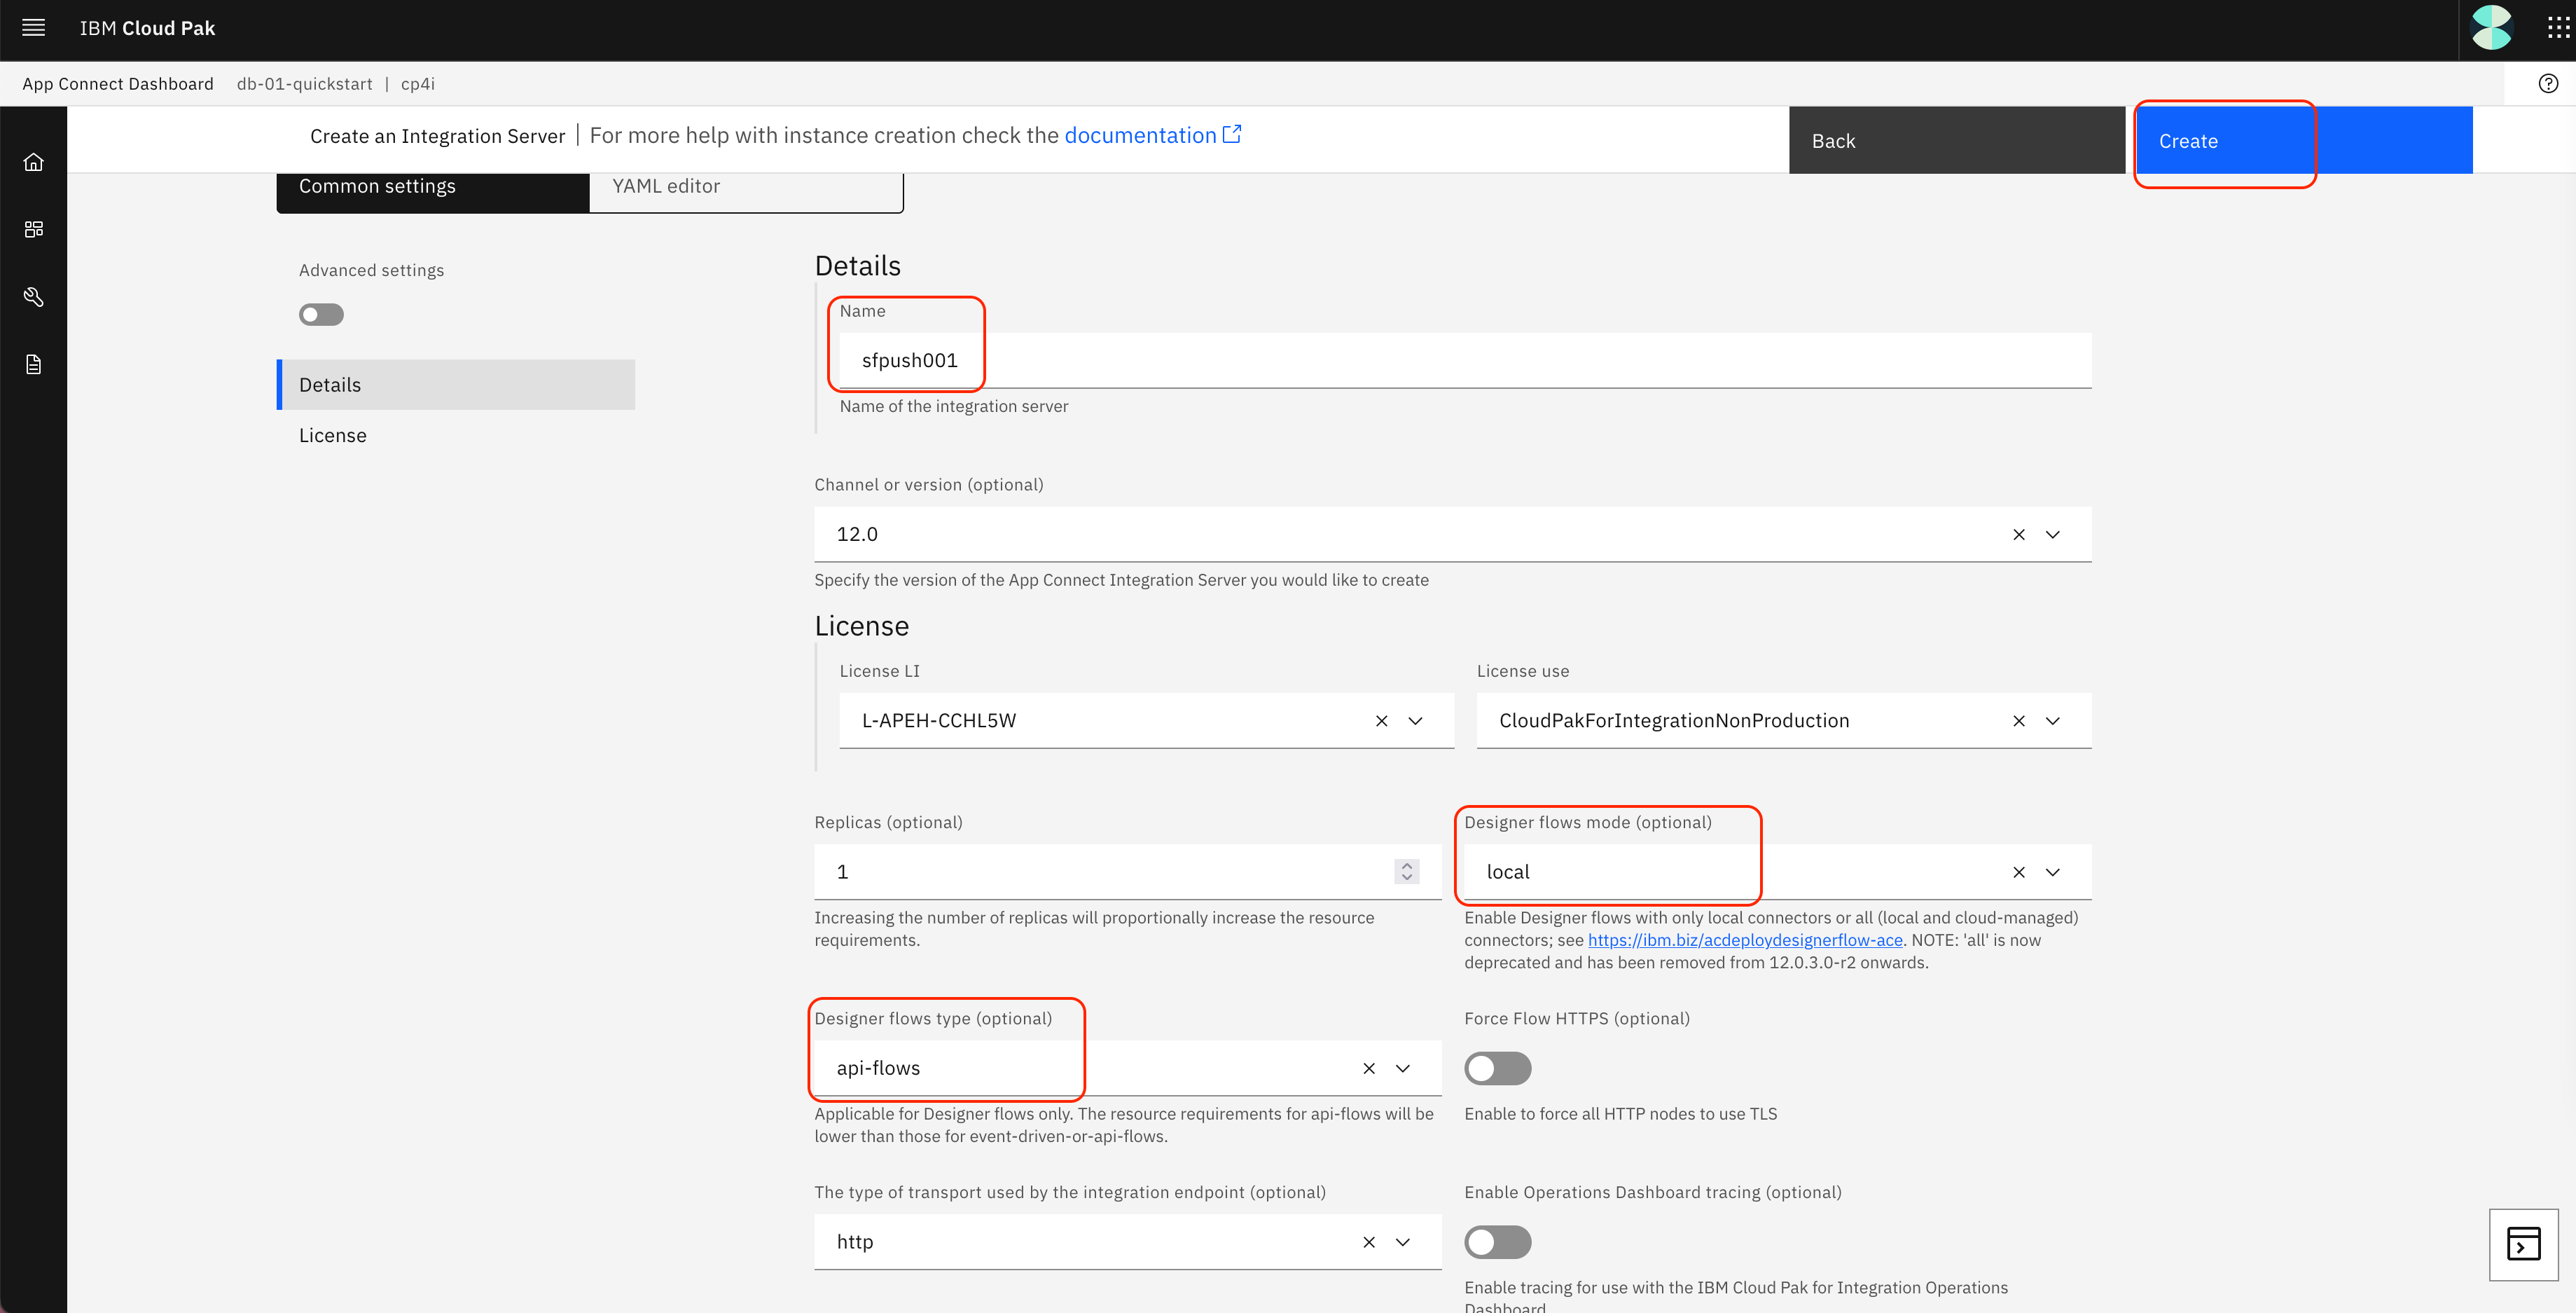 IBM Cloud Pak
App Connect Dashboard db-01-quickstart | cp4i
Create an Integration Server | For more help with instance creation check the documentation
Back
Create
Common settings
YAML editor
Advanced settings
Details
License
Details
Name
sfpush001
Name of the integration server
Channel or version (optional)
12.0
Specify the version of the App Connect Integration Server you would like to create
License
License LI
L-APEH-CCHL5W
License use
CloudPakForIntegrationNonProduction
Replicas (optional)
1
Increasing the number of replicas will proportionally increase the resource
requirements.
Designer flows mode (optional)
local
Enable Designer flows with only local connectors or all (local and cloud-managed)
connectors; see https://ibm.biz/acdeploydesignerflow-ace. NOTE: 'all' is now
deprecated and has been removed from 12.0.3.0-r2 onwards.
Designer flows type (optional)
api-flows
Applicable for Designer flows only. The resource requirements for api-flows will be
lower than those for event-driven-or-api-flows.
Force Flow HTTPS (optional)
Enable to force all HTTP nodes to use TLS
The type of transport used by the integration endpoint (optional)
http
Enable Operations Dashboard tracing (optional)
Enable tracing for use with the IBM Cloud Pak for Integration Operations
Dashboard